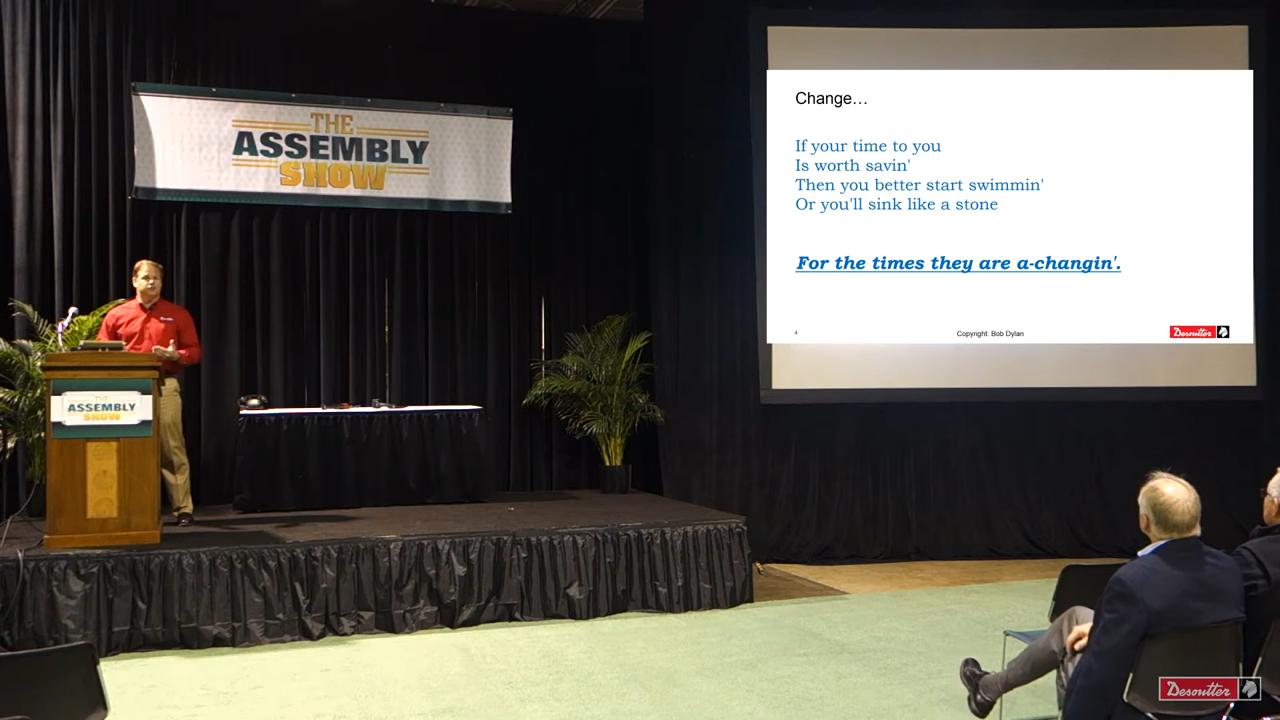 THE
ASSEMBLY
SHOW
Change…
If your time to you
Is worth savin'
Then you better start swimmin'
Or you'll sink like a stone
For the times they are a-changin'.
4
Copyright: Bob Dylan
Desoutter
THE
ASSEMBLY
SHOW
Desoutter